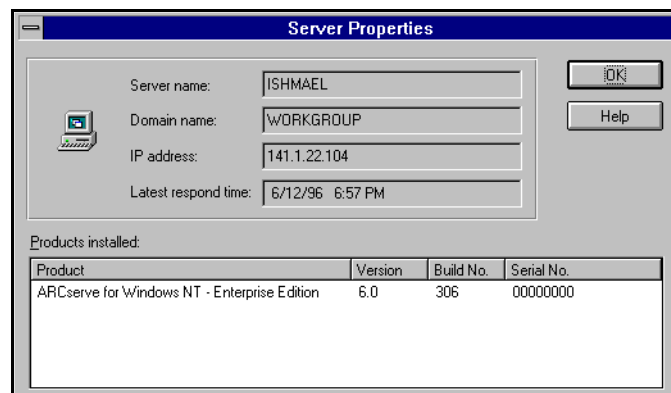 Server Properties
Server name: ISHMAEL
OK
Domain name: WORKGROUP
Help
IP address: 141.1.22.104
Latest respond time: 6/12/96 6:57 PM
Products installed:
Product Version Build No. Serial No.
ARCserve for Windows NT - Enterprise Edition 6.0 306 00000000